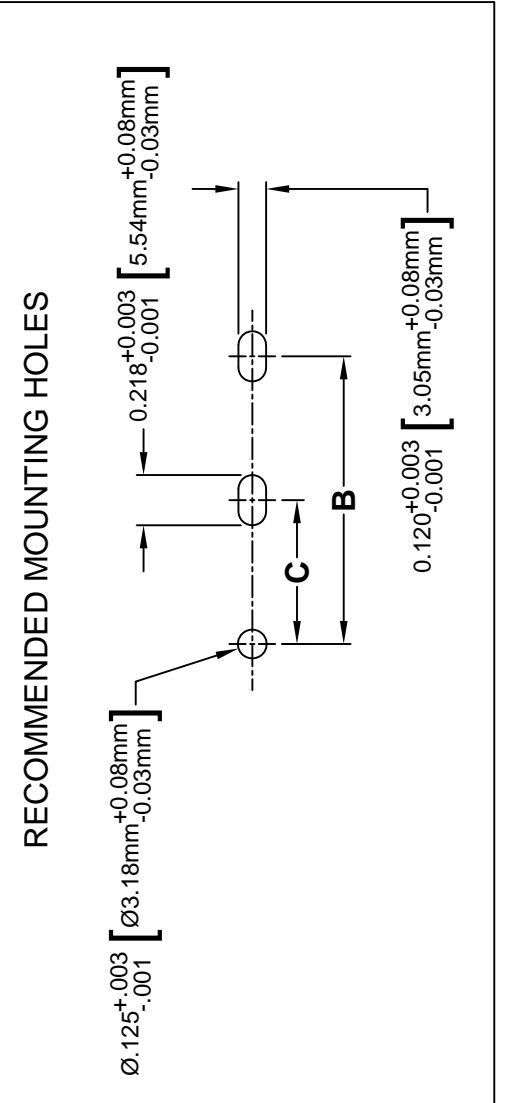 RECOMMENDED MOUNTING HOLES
Ø.125+.003 -.001 [Ø3.18mm+0.08mm -0.03mm]
0.218+0.003 -0.001 [5.54mm+0.08mm -0.03mm]
C
B
0.120+0.003 -0.001 [3.05mm+0.08mm -0.03mm]